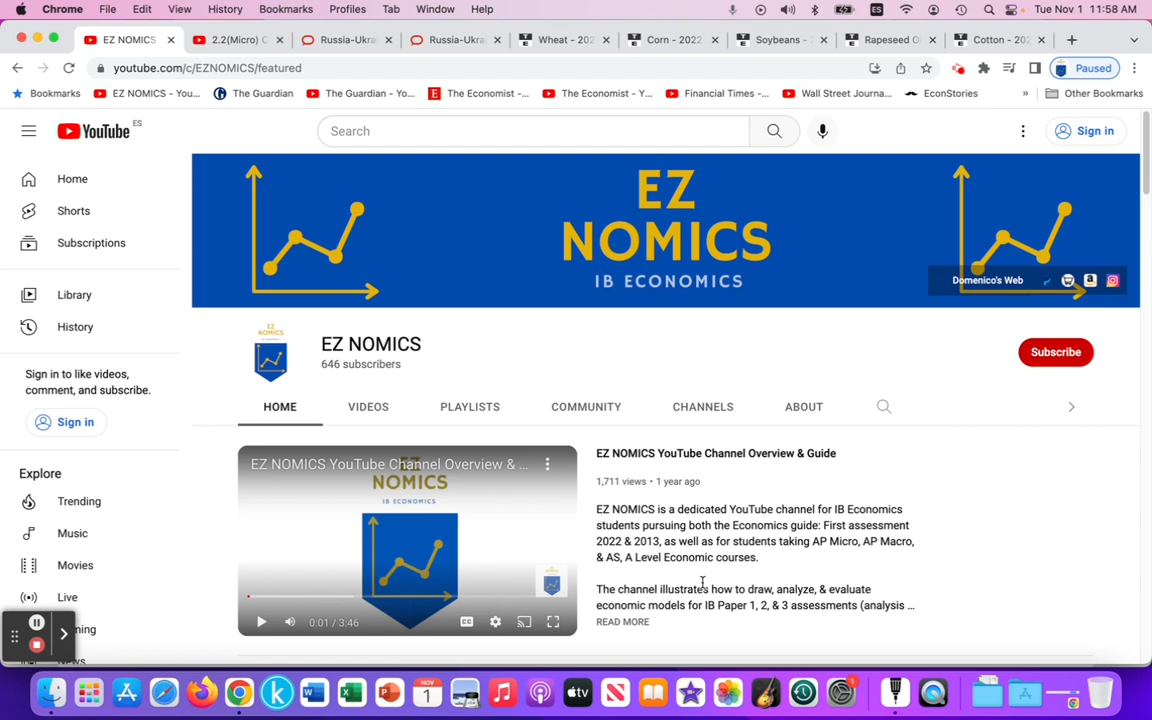 Chrome File Edit View History Bookmarks Profiles Tab Window Help ES Tue Nov 1 11:58 AM
EZ NOMICS 2.2(Micro) C Russia-Ukra Russia-Ukr Wheat - 202 Corn - 2022 Soybeans - Rapeseed O Cotton - 202
youtube.com/c/EZNOMICS/featured Paused
Bookmarks EZ NOMICS - You... The Guardian The Guardian - Yo... The Economist -... The Economist - Y... Financial Times -... Wall Street Journa... EconStories » Other Bookmarks
YouTube ES Search Sign in
Home
Shorts
Subscriptions
Library
History
Sign in to like videos,
comment, and subscribe.
Sign in
Explore
Trending
Music
Movies
Live
EZ
NOMICS
IB ECONOMICS
Domenico's Web
EZ
NOMICS
EZ NOMICS
646 subscribers
Subscribe
HOME VIDEOS PLAYLISTS COMMUNITY CHANNELS ABOUT
EZ NOMICS YouTube Channel Overview & ...
EZ
NOMICS
IB ECONOMICS
0:01 / 3:46
EZ NOMICS YouTube Channel Overview & Guide
1,711 views • 1 year ago
EZ NOMICS is a dedicated YouTube channel for IB Economics
students pursuing both the Economics guide: First assessment
2022 & 2013, as well as for students taking AP Micro, AP Macro,
& AS, A Level Economic courses.
The channel illustrates how to draw, analyze, & evaluate
economic models for IB Paper 1, 2, & 3 assessments (analysis ...
READ MORE
NOV
1
1